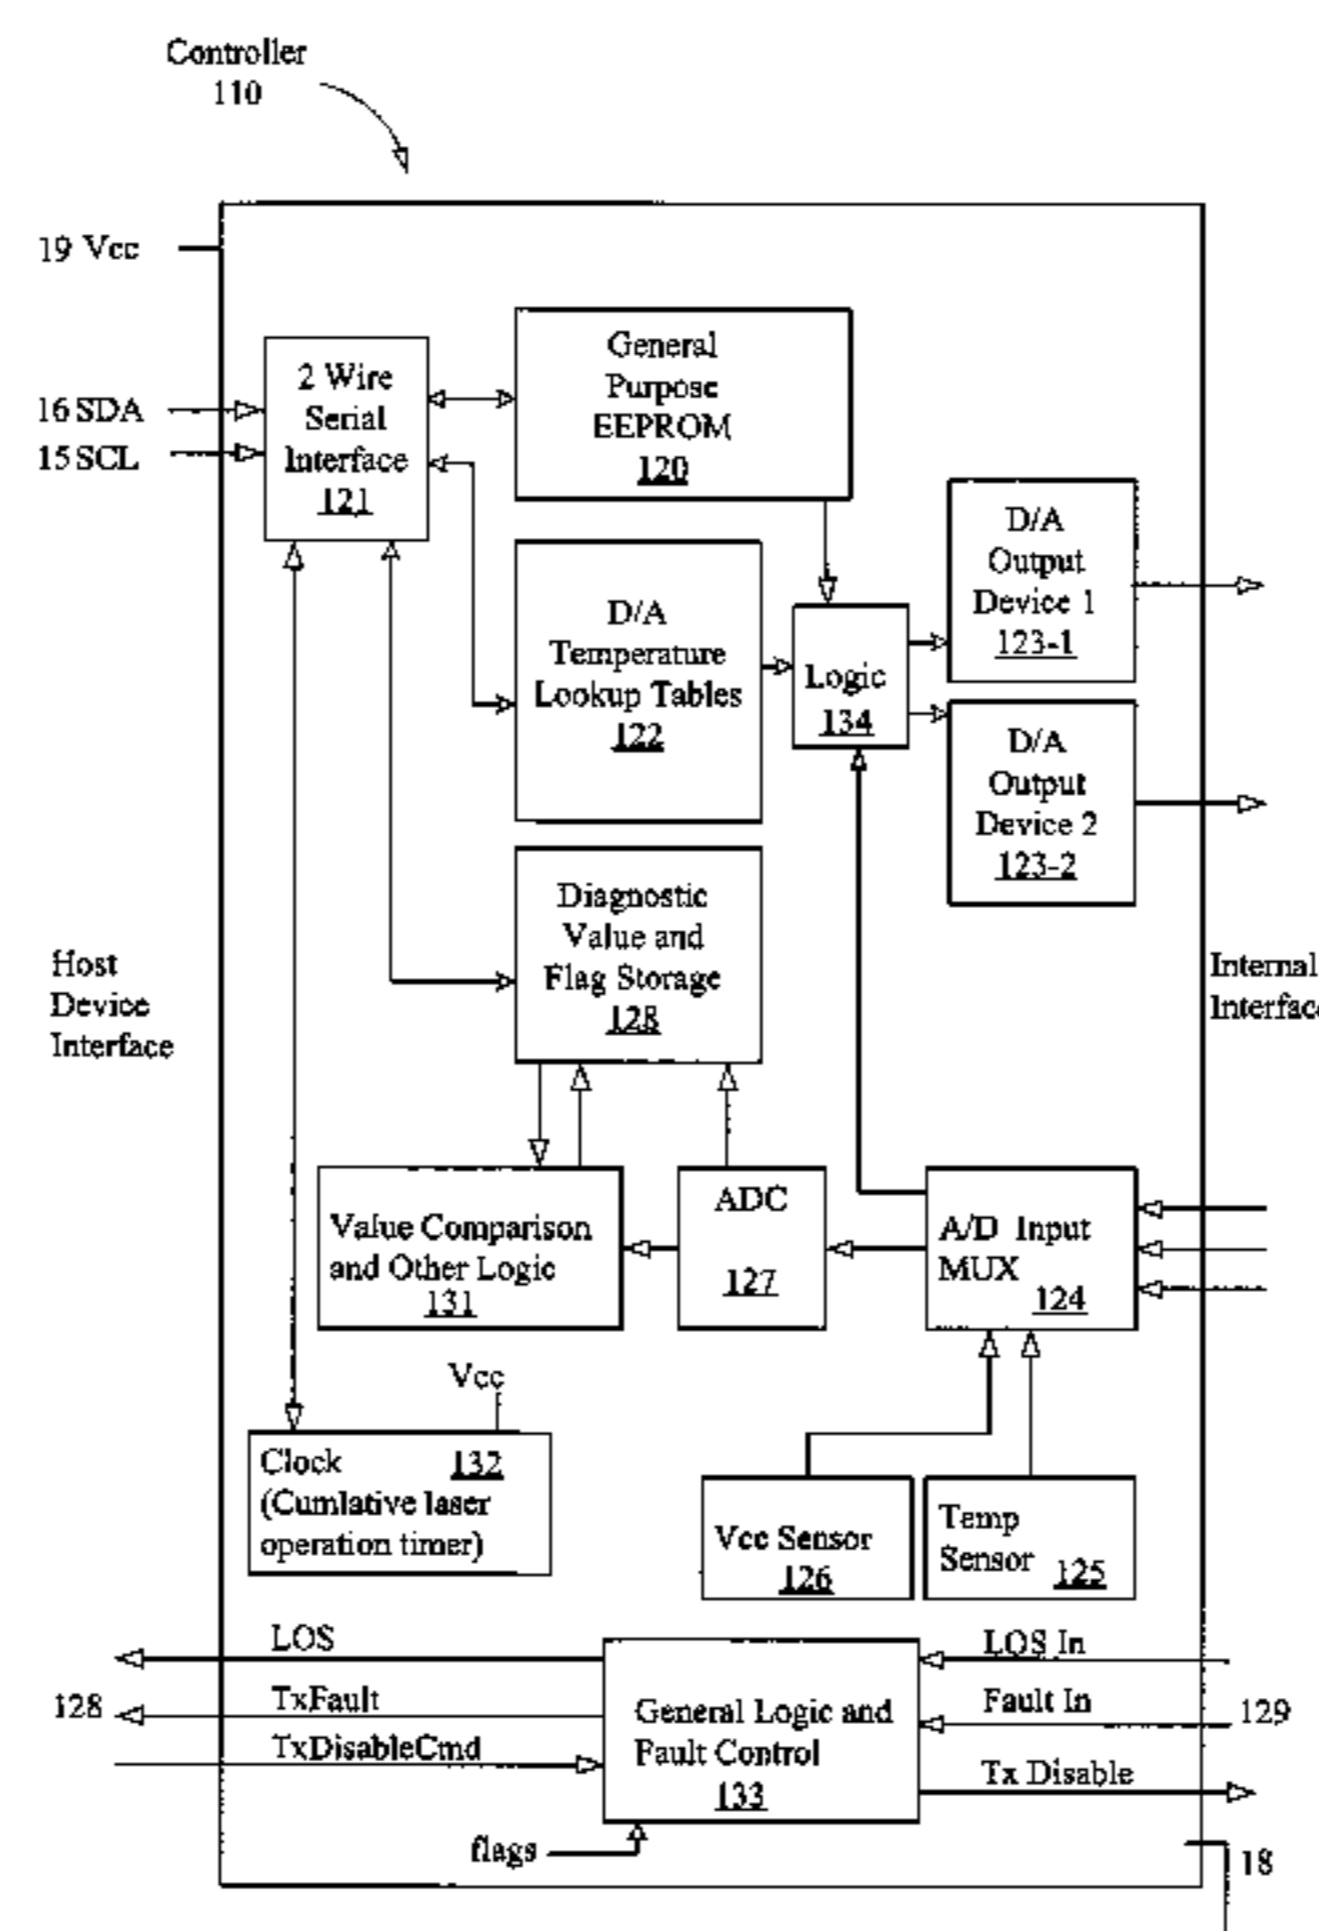 Controller
110
19 Vcc
General
Purpose
EEPROM
120
2 Wire
Serial
Interface
121
16 SDA
15 SCL
D/A
Output
Device 1
123-1
D/A
Temperature
Lookup Tables
122
Logic
134
D/A
Output
Device 2
123-2
Diagnostic
Value and
Flag Storage
128
Host
Device
Interface
Internal
Value Comparison
and Other Logic
131
ADC
127
A/D Input
MUX
124
Vcc
Clock 132
(Cumlative laser
operation timer)
Vcc Sensor
126
Temp
Sensor 125
LOS
LOS In
128
TxFault
Fault In
129
TxDisableCmd
General Logic and
Fault Control
133
Tx Disable
flags
18